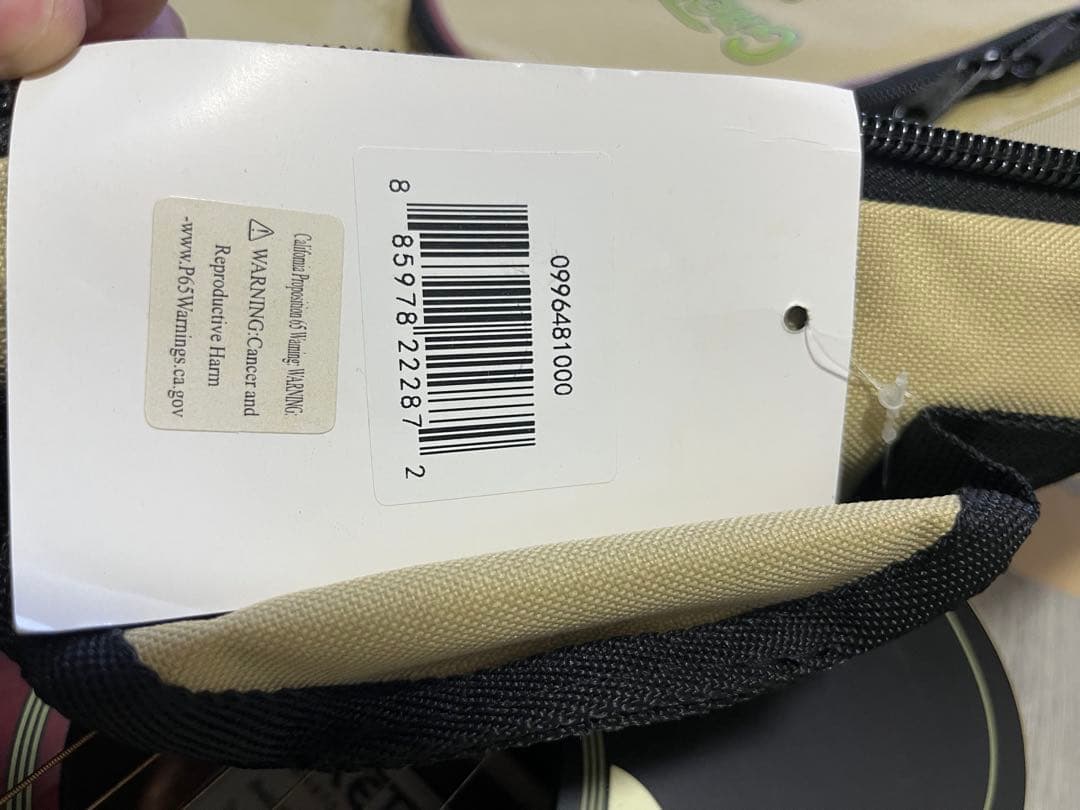 0996481000
8 85978 22287 2
California Proposition 65 Warning: WARNING:
⚠ WARNING:Cancer and
Reproductive Harm
-www.P65Warnings.ca.gov